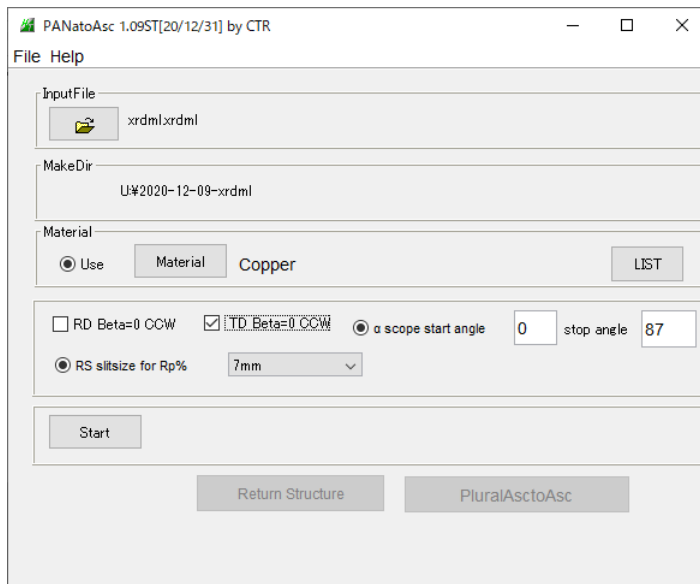 PANatoAsc 1.09ST[20/12/31] by CTR
File Help
InputFile
xrdml.xrdml
MakeDir
U:¥2020-12-09-xrdml
Material
Use Material Copper LIST
RD Beta=0 CCW TD Beta=0 CCW α scope start angle 0 stop angle 87
RS slitsize for Rp% 7mm
Start
Return Structure PluralAsctoAsc